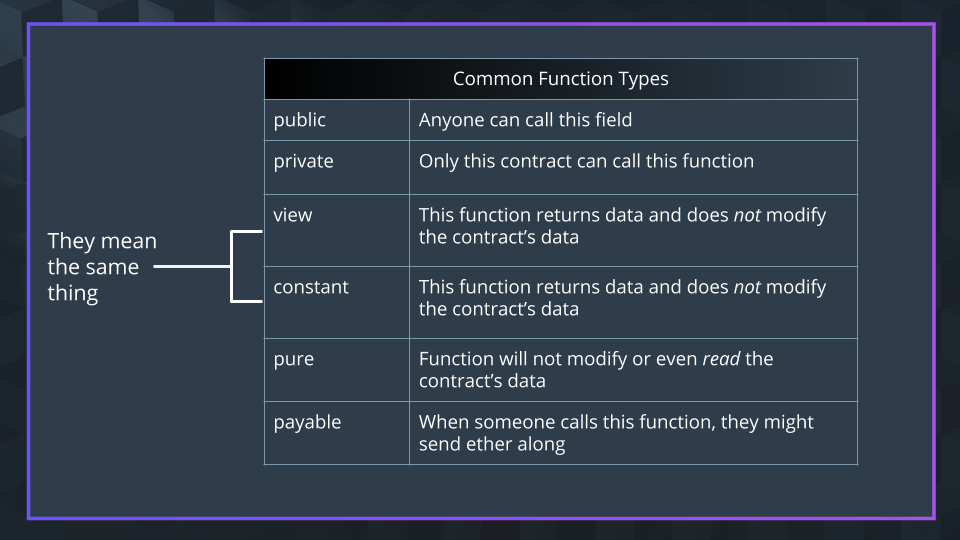 Common Function Types
public
Anyone can call this field
private
Only this contract can call this function
view
This function returns data and does not modify
the contract's data
They mean
the same
thing
constant
This function returns data and does not modify
the contract's data
pure
Function will not modify or even read the
contract's data
payable
When someone calls this function, they might
send ether along